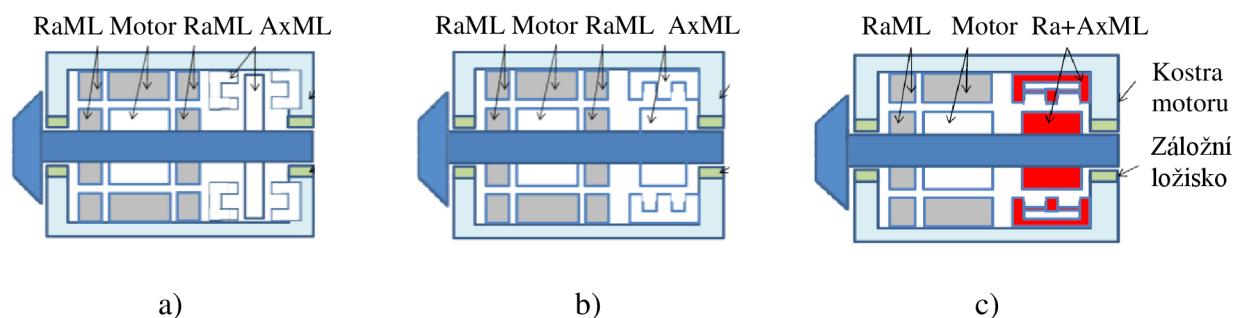 RaML Motor RaML AxML
RaML Motor RaML AxML
RaML Motor Ra+AxML
Kostra
motoru
Záložní
ložisko
a)
b)
c)